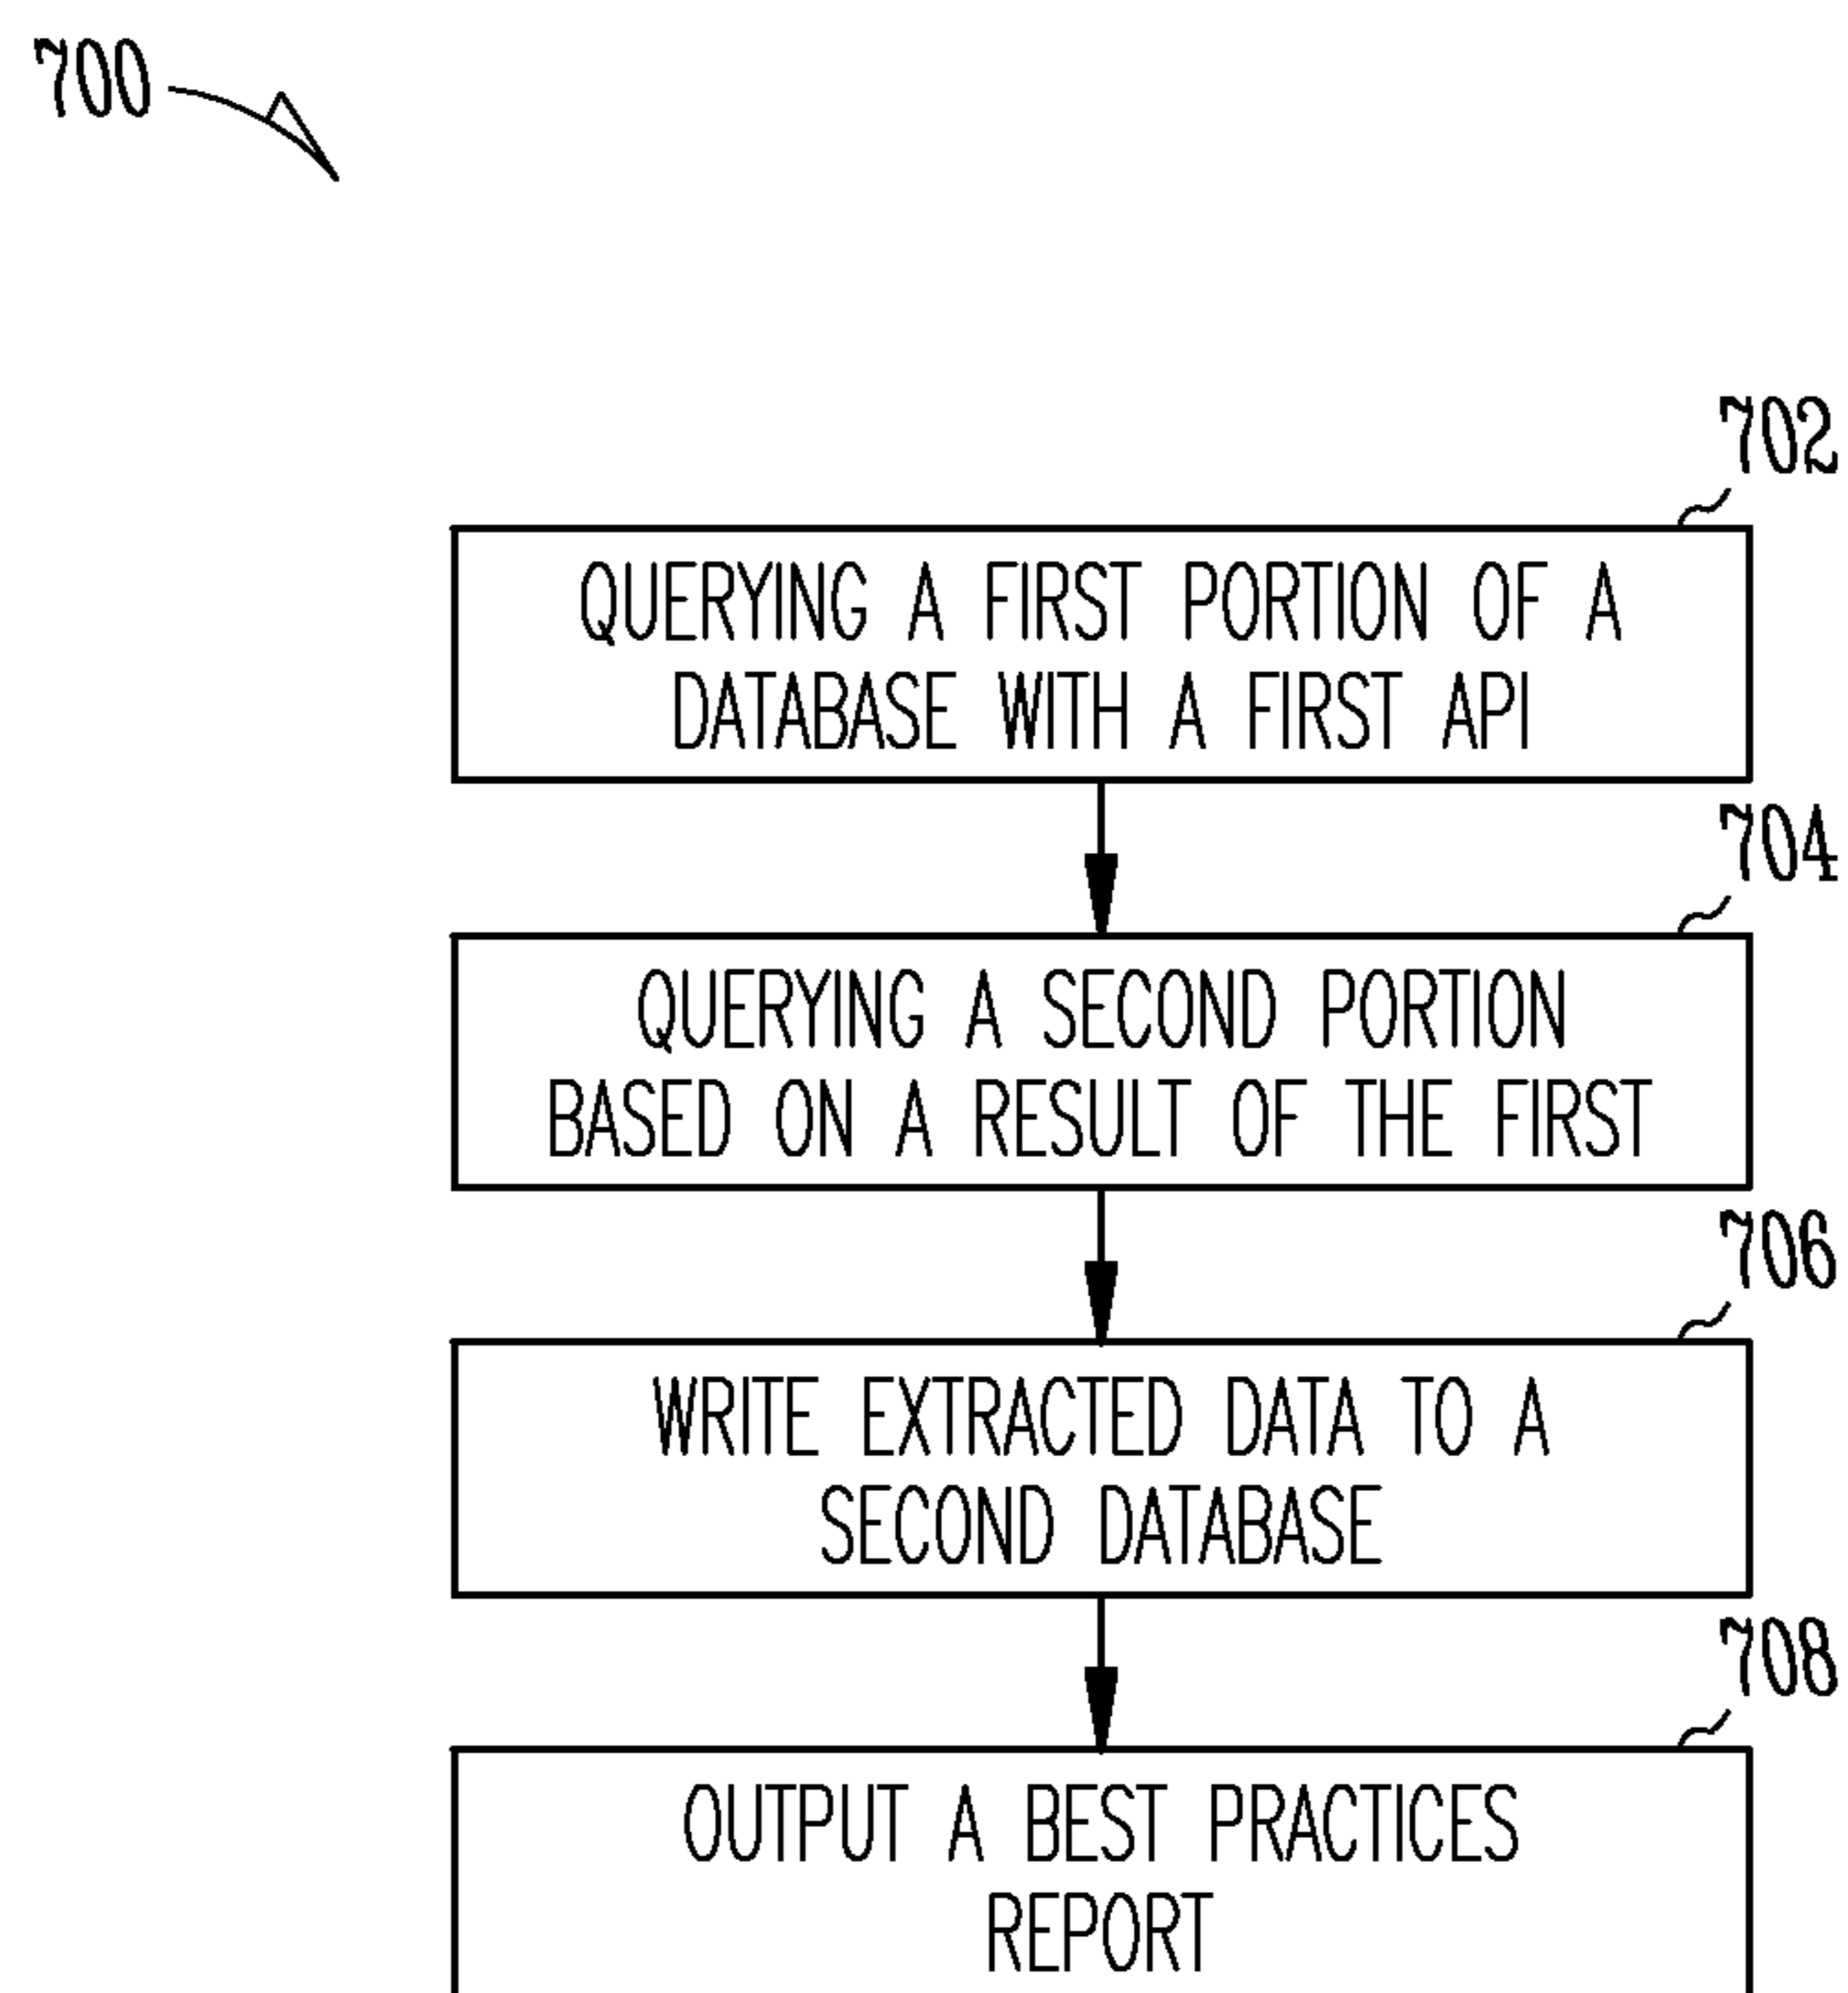 700
702
QUERYING A FIRST PORTION OF A
DATABASE WITH A FIRST API
704
QUERYING A SECOND PORTION
BASED ON A RESULT OF THE FIRST
706
WRITE EXTRACTED DATA TO A
SECOND DATABASE
708
OUTPUT A BEST PRACTICES
REPORT